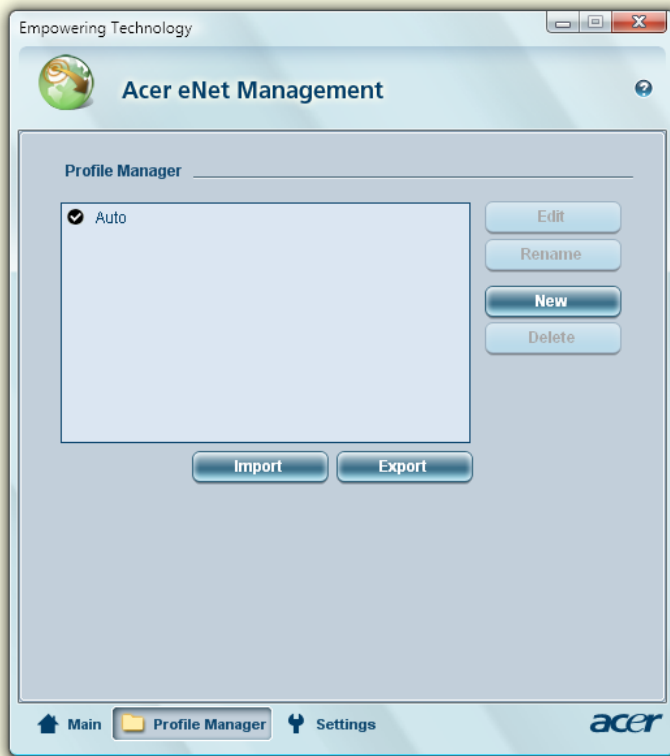 Empowering Technology
Acer eNet Management
Profile Manager
Auto
Edit
Rename
New
Delete
Import
Export
Main
Profile Manager
Settings
acer